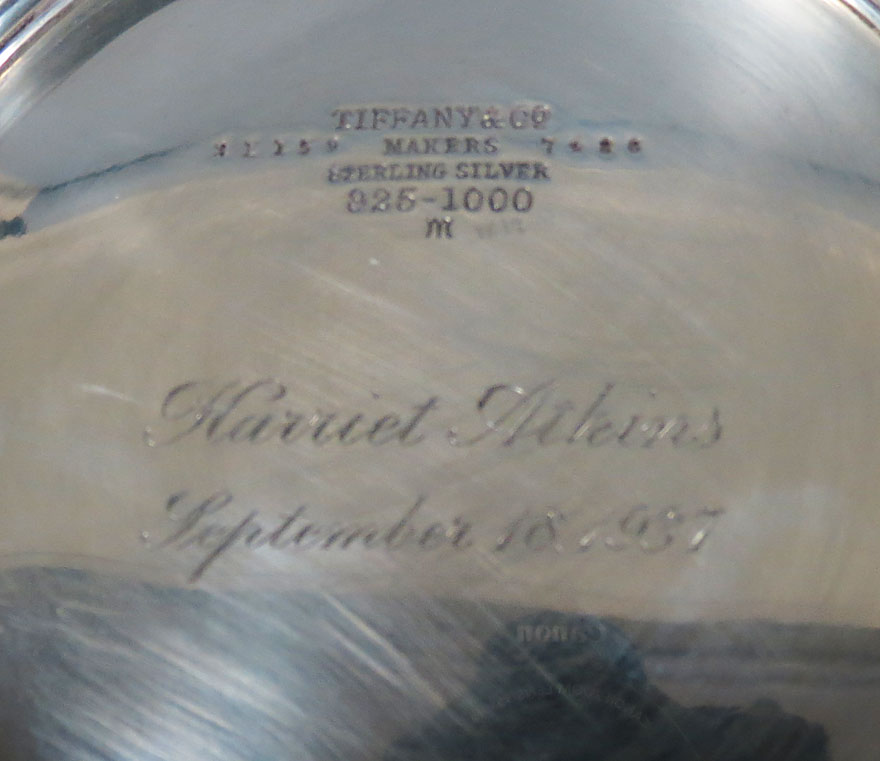 TIFFANY & Co
MAKERS
STERLING SILVER
925-1000
m
Harriet Atkins
September 18, 1937